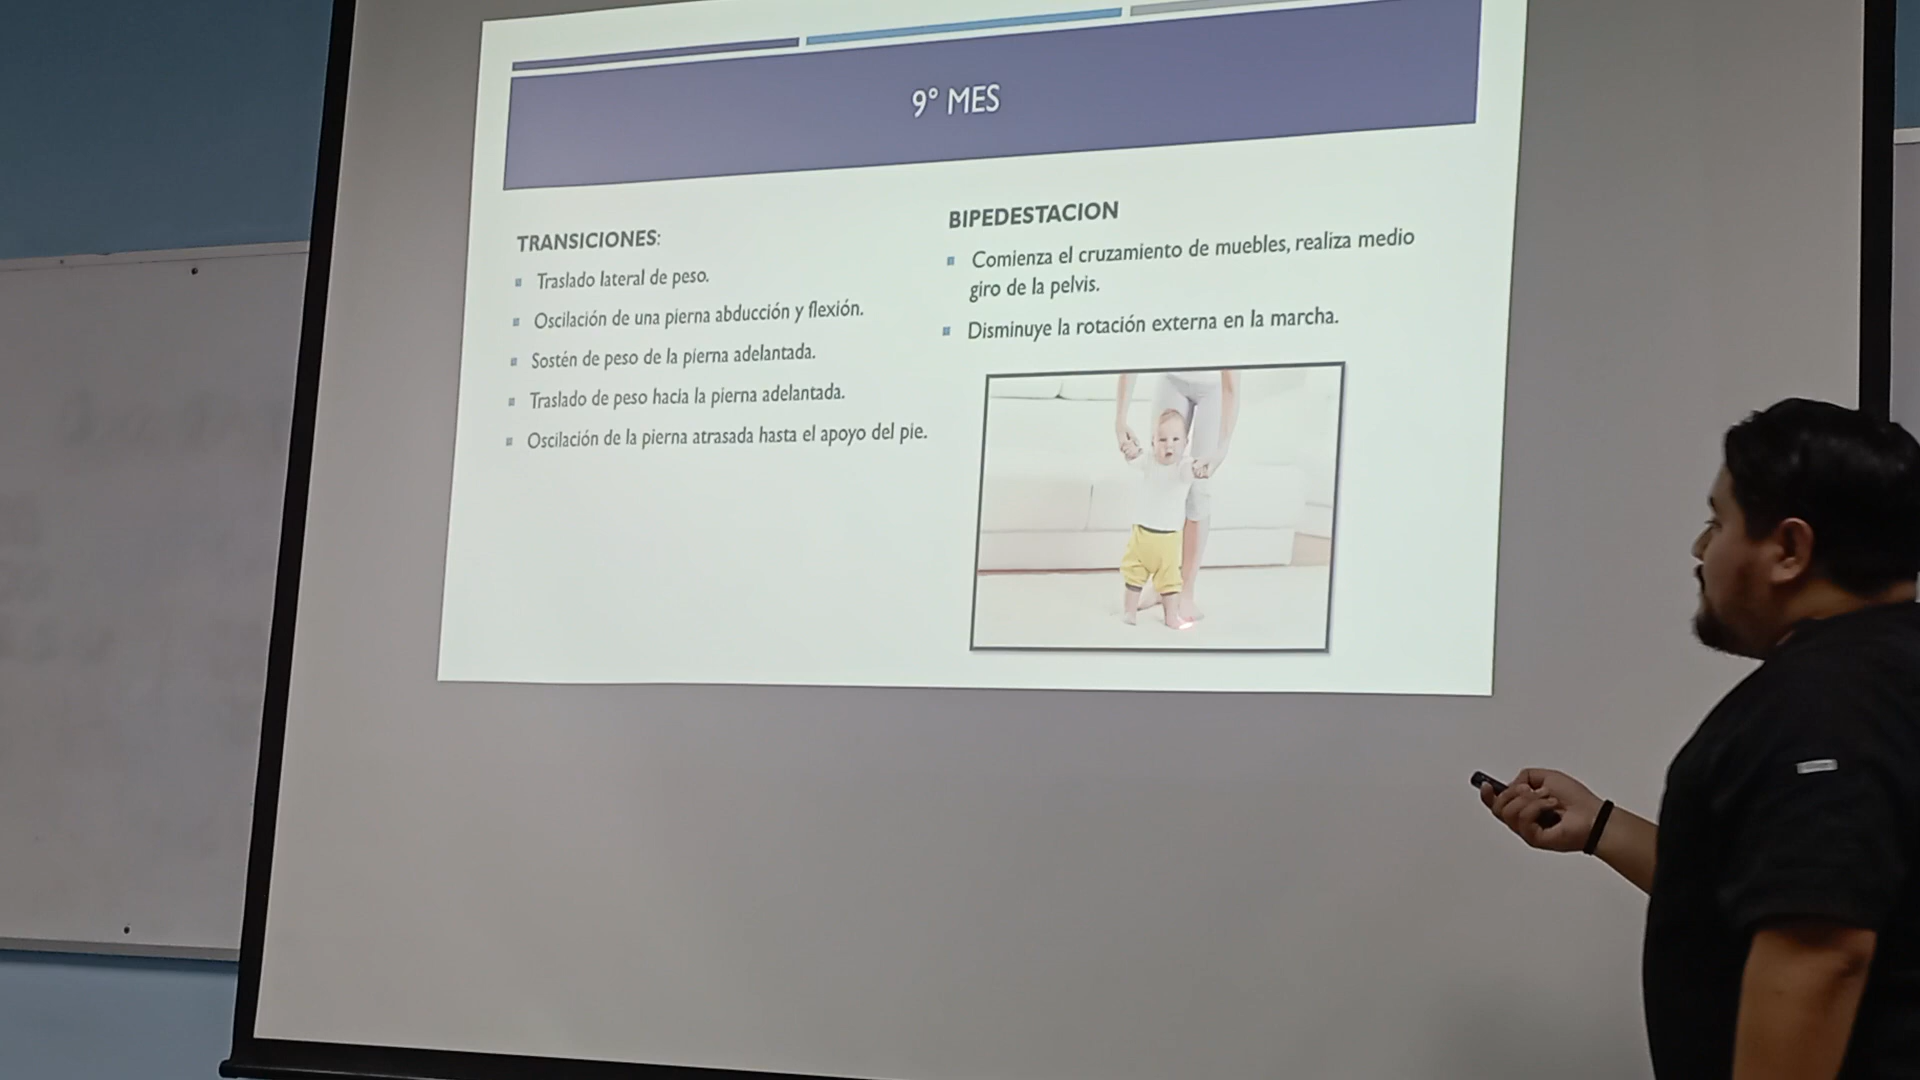 9° MES
TRANSICIONES:
Traslado lateral de peso.
Oscilación de una pierna abducción y flexión.
Sostén de peso de la pierna adelantada.
Traslado de peso hacia la pierna adelantada.
Oscilación de la pierna atrasada hasta el apoyo del pie.
BIPEDESTACION
Comienza el cruzamiento de muebles, realiza medio
giro de la pelvis.
Disminuye la rotación externa en la marcha.